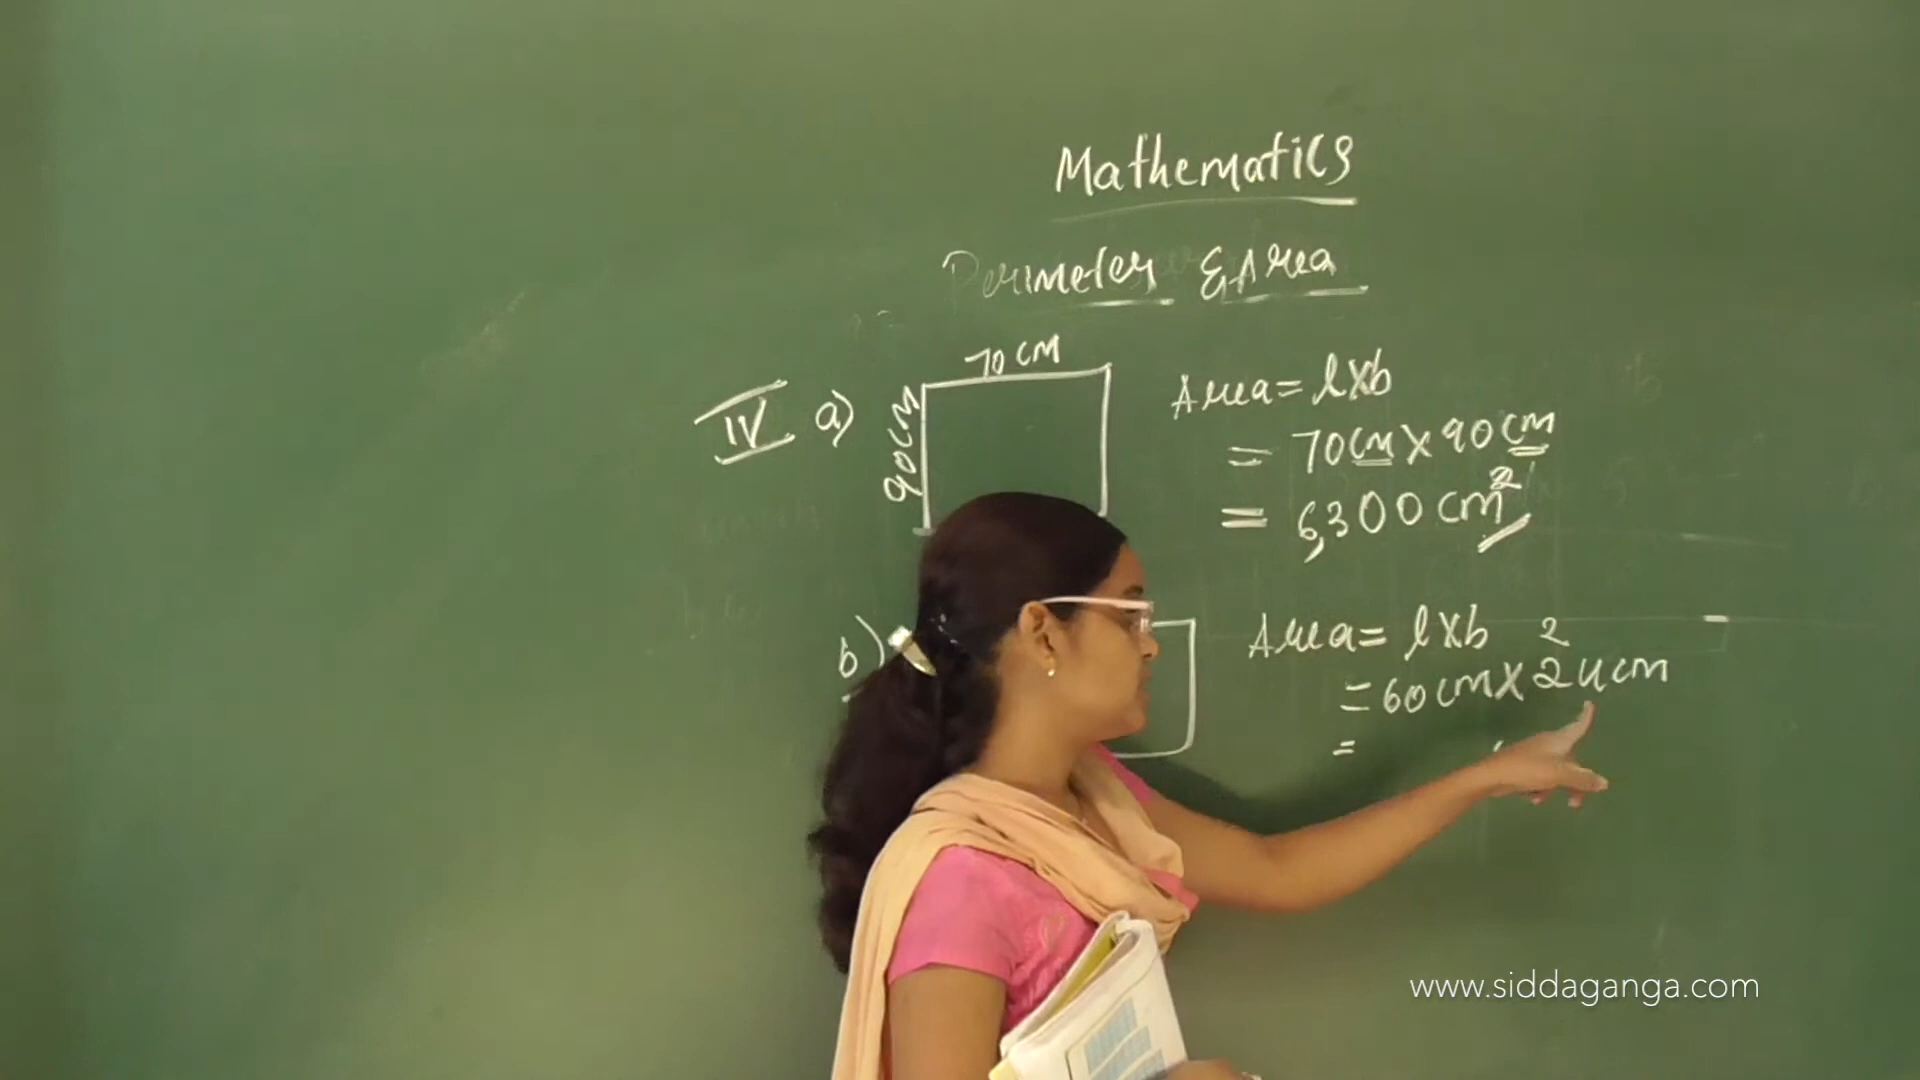 Mathematics
Perimeter & Area
IV a)
70 cm
90cm
Area = l x b
= 70cm x 90cm
= 6,300 cm²
b)
Area = l x b
2
= 60cm x 24cm
=
www.siddaganga.com